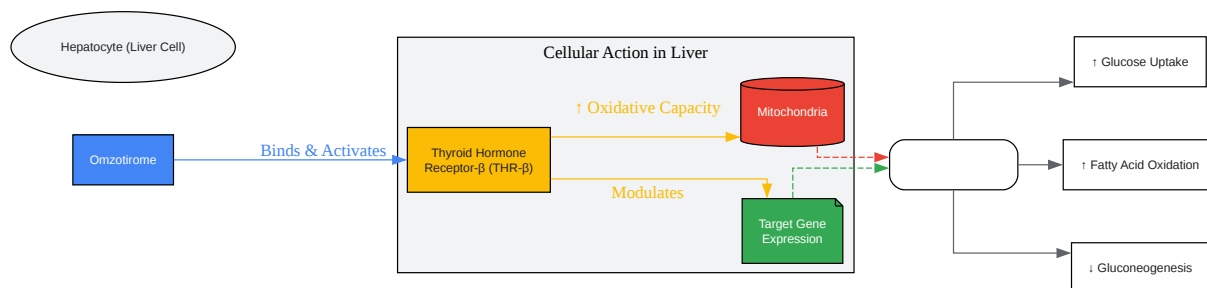 Hepatocyte (Liver Cell)
Cellular Action in Liver
↑ Glucose Uptake
↑ Oxidative Capacity
Mitochondria
Omzotirome
Binds & Activates
Thyroid Hormone
Receptor-β (THR-β)
↑ Fatty Acid Oxidation
Modulates
Target Gene
Expression
↓ Gluconeogenesis